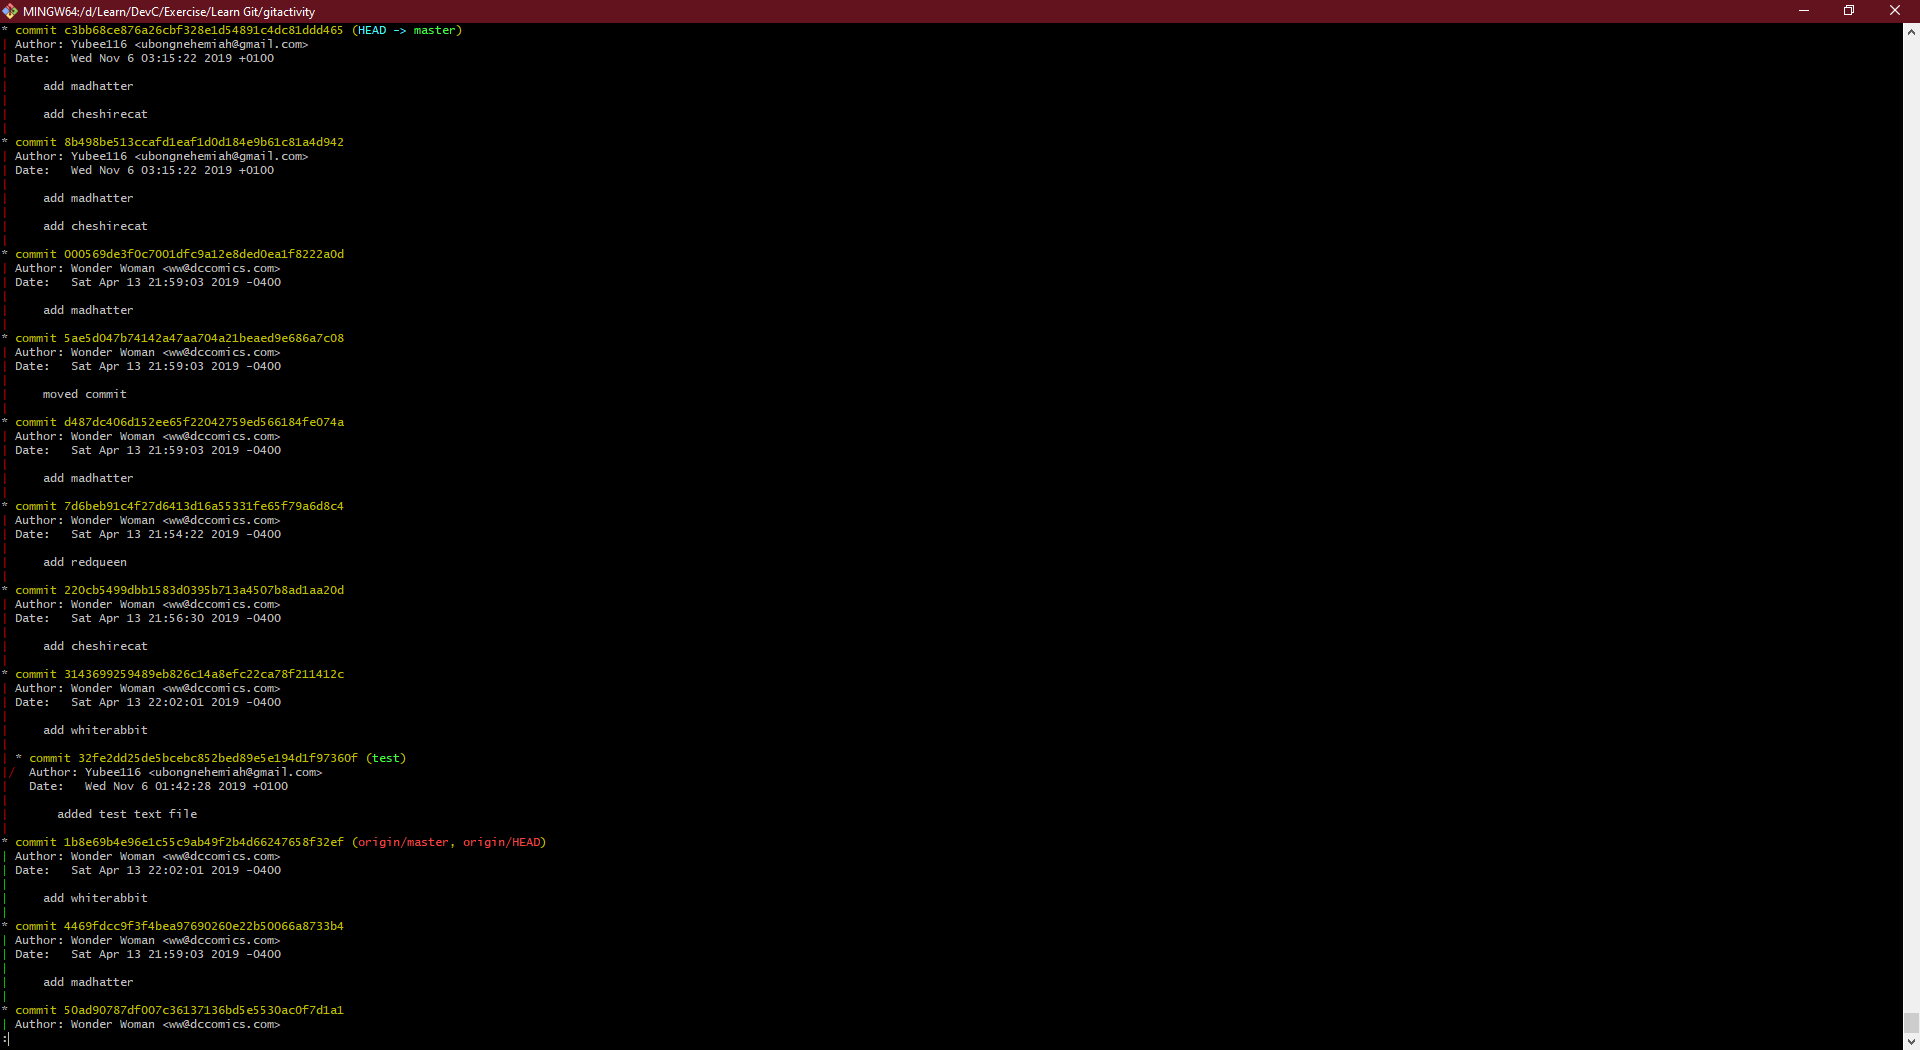 MINGW64:/d/Learn/DevC/Exercise/Learn Git/gitactivity
* commit c3bb68ce876a26cbf328e1d54891c4dc81ddd465 (HEAD -> master)
| Author: Yubee116 <ubongnehemiah@gmail.com>
| Date:   Wed Nov 6 03:15:22 2019 +0100
|
|     add madhatter
|
|     add cheshirecat
|
* commit 8b498be513ccafd1eaf1d0d184e9b61c81a4d942
| Author: Yubee116 <ubongnehemiah@gmail.com>
| Date:   Wed Nov 6 03:15:22 2019 +0100
|
|     add madhatter
|
|     add cheshirecat
|
* commit 000569de3f0c7001dfc9a12e8ded0ea1f8222a0d
| Author: Wonder Woman <ww@dccomics.com>
| Date:   Sat Apr 13 21:59:03 2019 -0400
|
|     add madhatter
|
* commit 5ae5d047b74142a47aa704a21beaed9e686a7c08
| Author: Wonder Woman <ww@dccomics.com>
| Date:   Sat Apr 13 21:59:03 2019 -0400
|
|     moved commit
|
* commit d487dc406d152ee65f22042759ed566184fe074a
| Author: Wonder Woman <ww@dccomics.com>
| Date:   Sat Apr 13 21:59:03 2019 -0400
|
|     add madhatter
|
* commit 7d6beb91c4f27d6413d16a55331fe65f79a6d8c4
| Author: Wonder Woman <ww@dccomics.com>
| Date:   Sat Apr 13 21:54:22 2019 -0400
|
|     add redqueen
|
* commit 220cb5499dbb1583d0395b713a4507b8ad1aa20d
| Author: Wonder Woman <ww@dccomics.com>
| Date:   Sat Apr 13 21:56:30 2019 -0400
|
|     add cheshirecat
|
* commit 3143699259489eb826c14a8efc22ca78f211412c
| Author: Wonder Woman <ww@dccomics.com>
| Date:   Sat Apr 13 22:02:01 2019 -0400
|
|     add whiterabbit
|
| * commit 32fe2dd25de5bcebc852bed89e5e194d1f97360f (test)
|/  Author: Yubee116 <ubongnehemiah@gmail.com>
|   Date:   Wed Nov 6 01:42:28 2019 +0100
|
|       added test text file
|
* commit 1b8e69b4e96e1c55c9ab49f2b4d66247658f32ef (origin/master, origin/HEAD)
| Author: Wonder Woman <ww@dccomics.com>
| Date:   Sat Apr 13 22:02:01 2019 -0400
|
|     add whiterabbit
|
* commit 4469fdcc9f3f4bea97690260e22b50066a8733b4
| Author: Wonder Woman <ww@dccomics.com>
| Date:   Sat Apr 13 21:59:03 2019 -0400
|
|     add madhatter
|
* commit 50ad90787df007c36137136bd5e5530ac0f7d1a1
| Author: Wonder Woman <ww@dccomics.com>
: